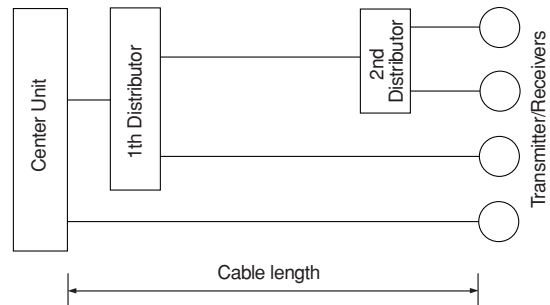 Center Unit
1th Distributor
2nd
Distributor
Transmitter/Receivers
Cable length